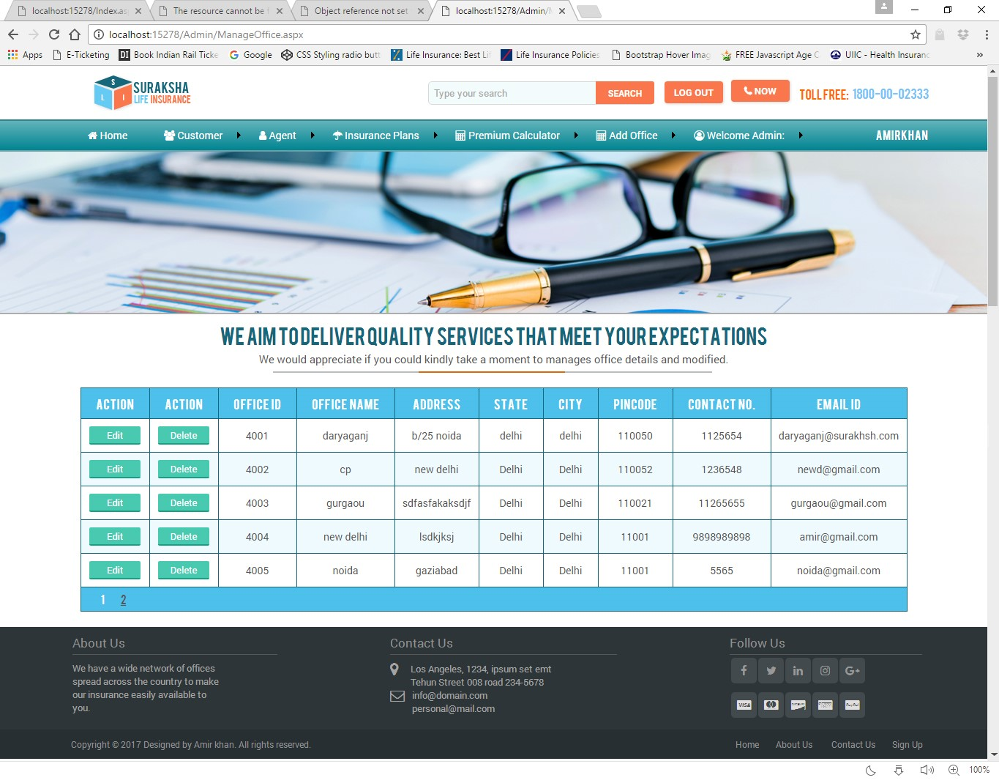 localhost:15278/Index.as
The resource cannot be f
Object reference not set
localhost:15278/Admin/M
localhost:15278/Admin/ManageOffice.aspx
Apps E-Ticketing DI Book Indian Rail Ticke Google CSS Styling radio butt Life Insurance: Best Lif Life Insurance Policies Bootstrap Hover Imag FREE Javascript Age C UIIC - Health Insuranc »
S L I SURAKSHA
LIFE INSURANCE
Type your search SEARCH LOG OUT NOW TOLL FREE: 1800-00-02333
Home Customer Agent Insurance Plans Premium Calculator Add Office Welcome Admin: AMIRKHAN
WE AIM TO DELIVER QUALITY SERVICES THAT MEET YOUR EXPECTATIONS
We would appreciate if you could kindly take a moment to manages office details and modified.
ACTION ACTION OFFICE ID OFFICE NAME ADDRESS STATE CITY PINCODE CONTACT NO. EMAIL ID
Edit Delete 4001 daryaganj b/25 noida delhi delhi 110050 1125654 daryaganj@surakhsh.com
Edit Delete 4002 cp new delhi Delhi Delhi 110052 1236548 newd@gmail.com
Edit Delete 4003 gurgaou sdfasfakaksdjf Delhi Delhi 110021 11265655 gurgaou@gmail.com
Edit Delete 4004 new delhi lsdkjksj Delhi Delhi 11001 9898989898 amir@gmail.com
Edit Delete 4005 noida gaziabad Delhi Delhi 11001 5565 noida@gmail.com
1 2
About Us
We have a wide network of offices
spread across the country to make
our insurance easily available to
you.
Contact Us
Los Angeles, 1234, ipsum set emt
Tehun Street 008 road 234-5678
info@domain.com
personal@mail.com
Follow Us
f in G+
VISA PayPal
Copyright © 2017 Designed by Amir khan. All rights reserved.
Home About Us Contact Us Sign Up
100%